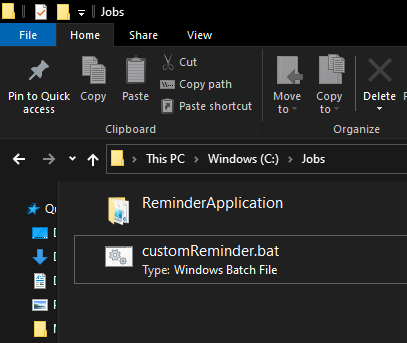 Jobs
File Home Share View
Pin to Quick access
Copy
Paste
Cut
Copy path
Paste shortcut
Move to
Copy to
Delete
Clipboard
Organize
This PC > Windows (C:) > Jobs
ReminderApplication
customReminder.bat
Type: Windows Batch File